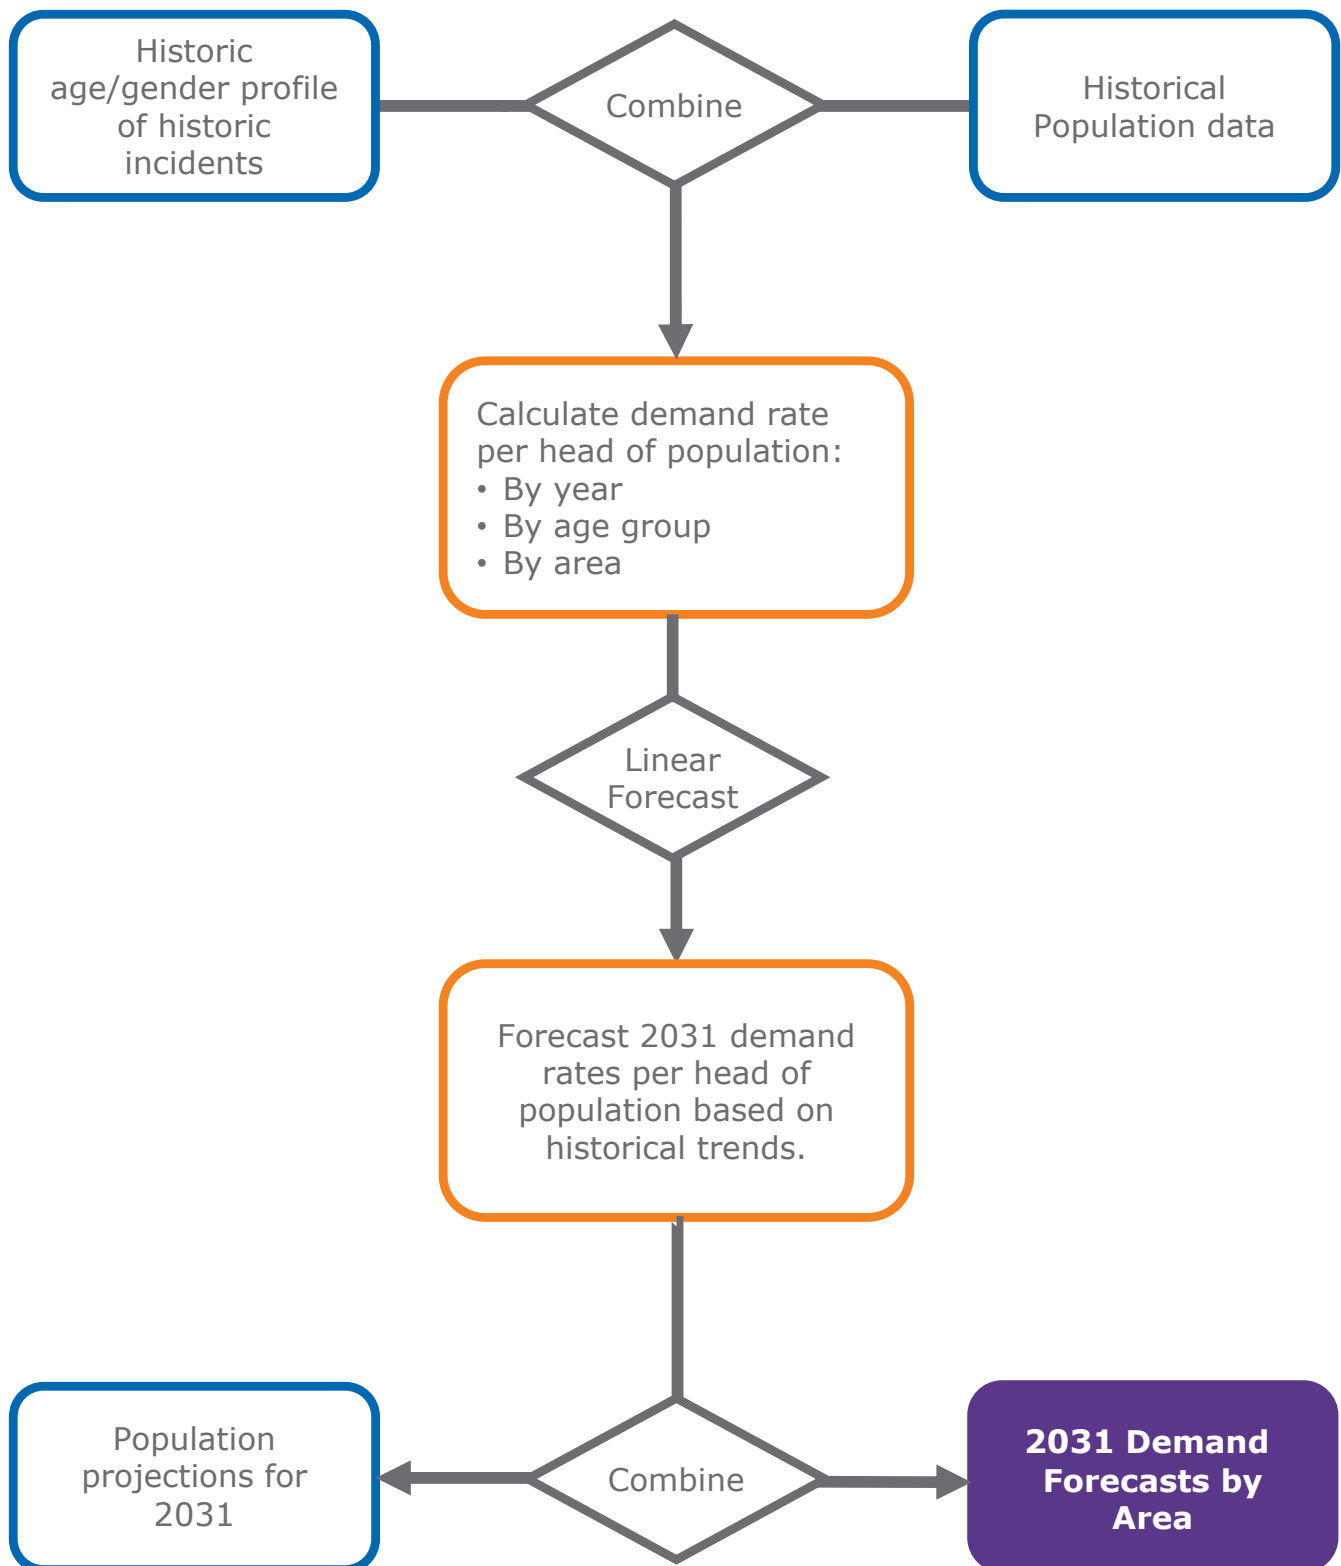 Historic
age/gender profile
of historic
incidents
Combine
Historical
Population data
Calculate demand rate
per head of population:
• By year
• By age group
• By area
Linear
Forecast
Forecast 2031 demand
rates per head of
population based on
historical trends.
Population
projections for
2031
Combine
2031 Demand
Forecasts by
Area